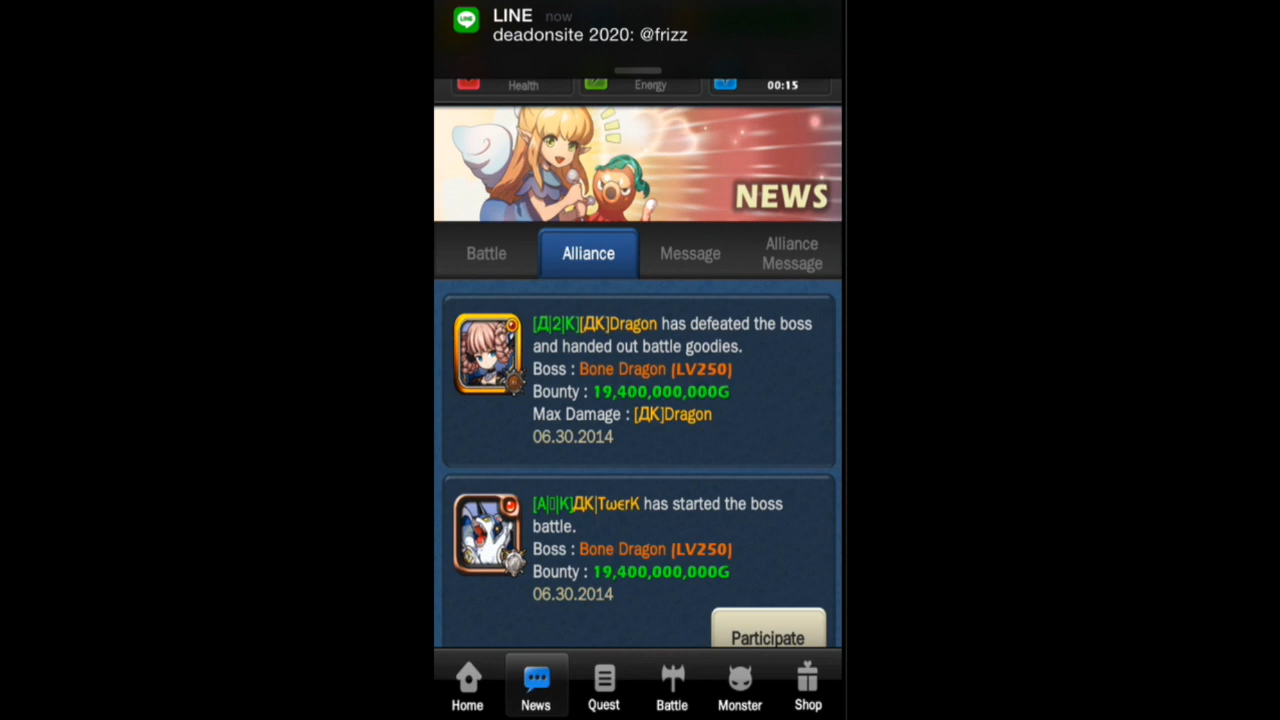 LINE now
deadonsite 2020: @frizz
Health Energy 00:15
NEWS
Battle Alliance Message Alliance Message
[Д|2|K][ДK]Dragon has defeated the boss
and handed out battle goodies.
Boss : Bone Dragon (LV250)
Bounty : 19,400,000,000G
Max Damage : [ДK]Dragon
06.30.2014
[A|▯|K]ДK|TωєrK has started the boss
battle.
Boss : Bone Dragon (LV250)
Bounty : 19,400,000,000G
06.30.2014
Participate
Home News Quest Battle Monster Shop